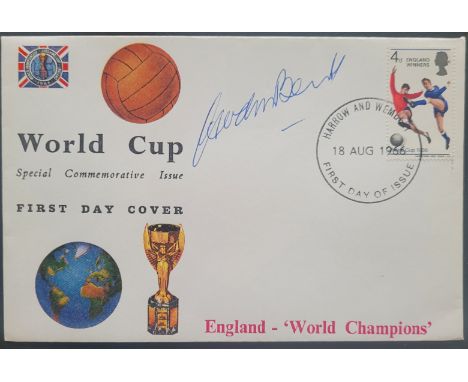 World Cup
Special Commemorative Issue
FIRST DAY COVER
4d ENGLAND
WINNERS
HARROW AND WEMBLEY
18 AUG 1966
FIRST DAY OF ISSUE
England - 'World Champions'